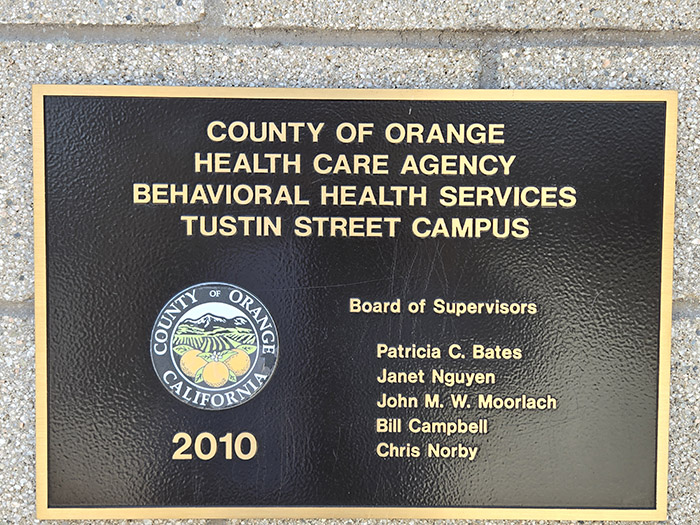 COUNTY OF ORANGE
HEALTH CARE AGENCY
BEHAVIORAL HEALTH SERVICES
TUSTIN STREET CAMPUS
COUNTY OF ORANGE
CALIFORNIA
2010
Board of Supervisors
Patricia C. Bates
Janet Nguyen
John M. W. Moorlach
Bill Campbell
Chris Norby